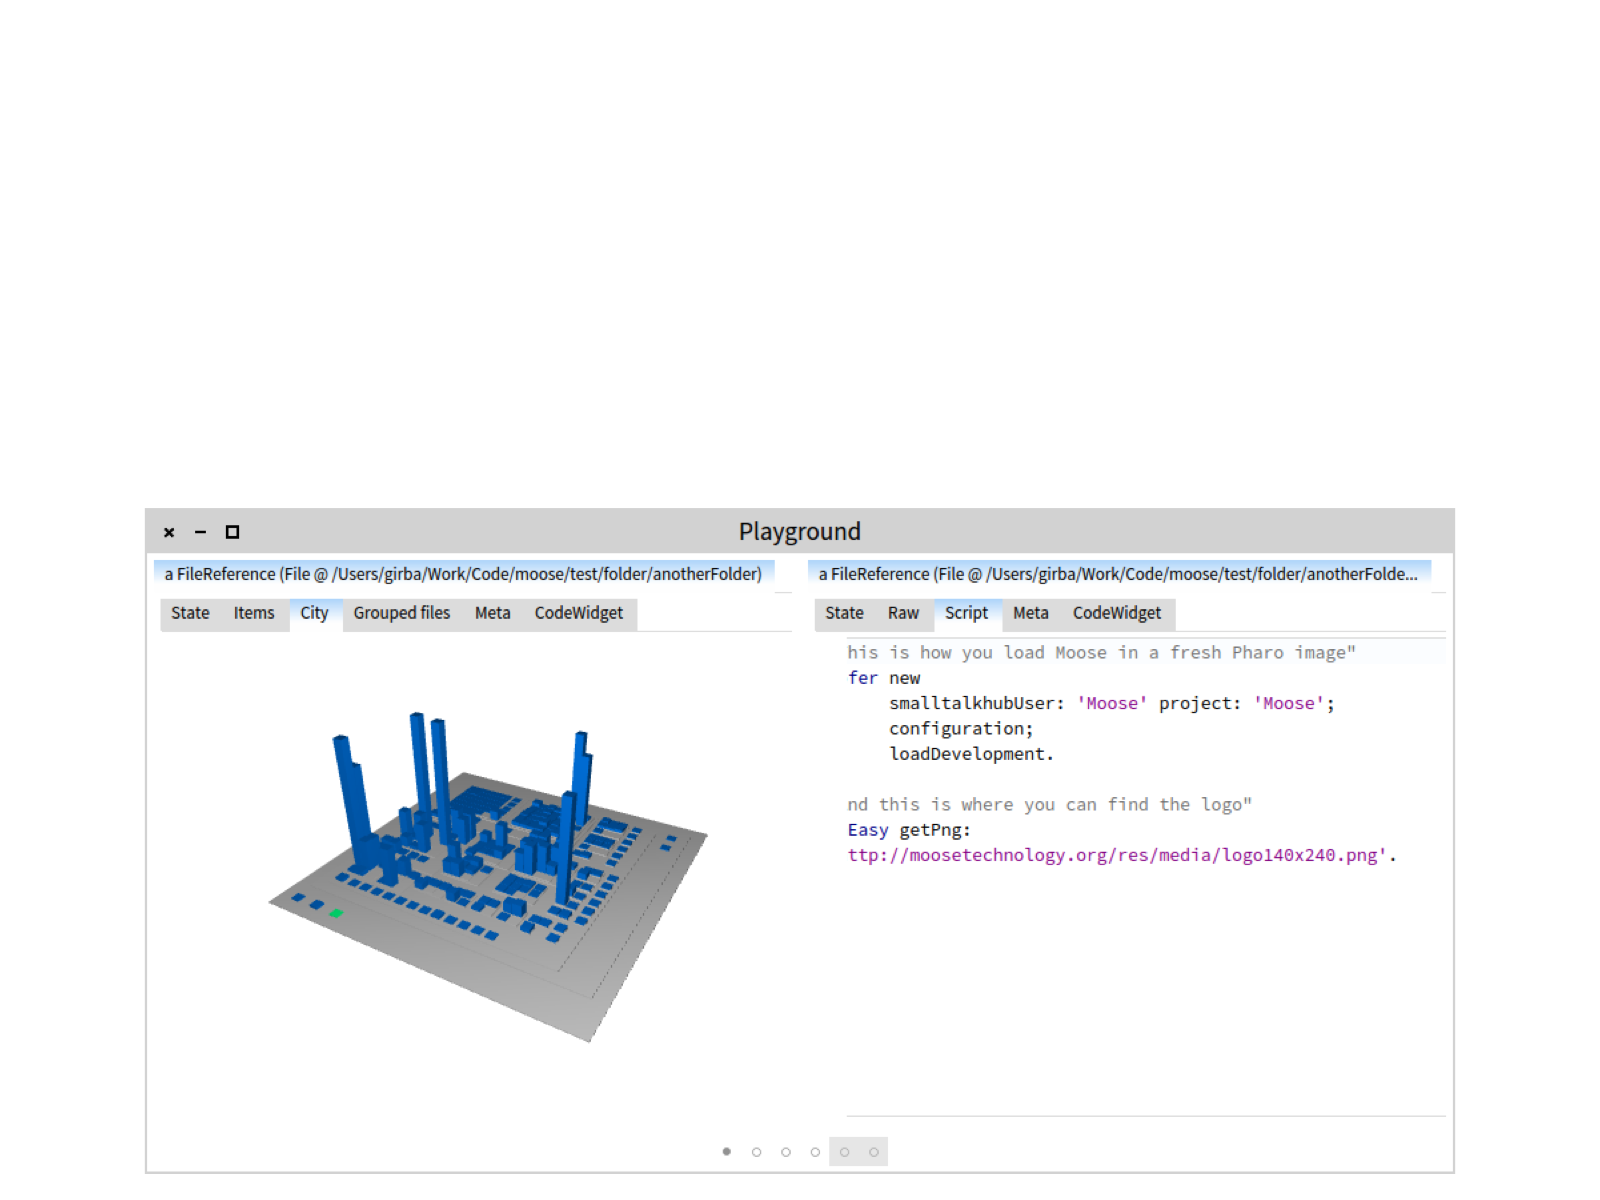 Playground
a FileReference (File @ /Users/girba/Work/Code/moose/test/folder/anotherFolder)
State Items City Grouped files Meta CodeWidget
a FileReference (File @ /Users/girba/Work/Code/moose/test/folder/anotherFolde...
State Raw Script Meta CodeWidget
his is how you load Moose in a fresh Pharo image"
fer new
smalltalkhubUser: 'Moose' project: 'Moose';
configuration;
loadDevelopment.
nd this is where you can find the logo"
Easy getPng:
ttp://moosetechnology.org/res/media/logo140x240.png'.